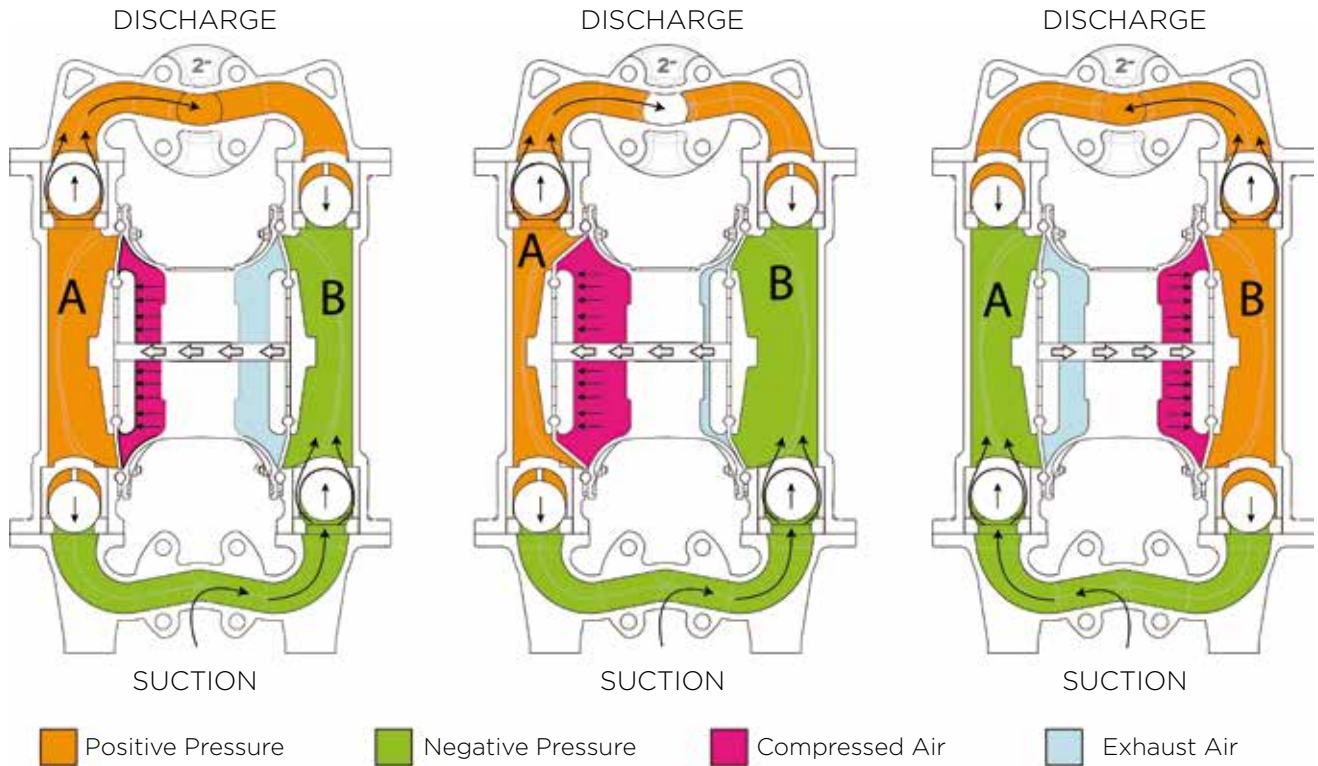 DISCHARGE DISCHARGE DISCHARGE
2" 2" 2"
A B A B A B
SUCTION SUCTION SUCTION
Positive Pressure Negative Pressure Compressed Air Exhaust Air